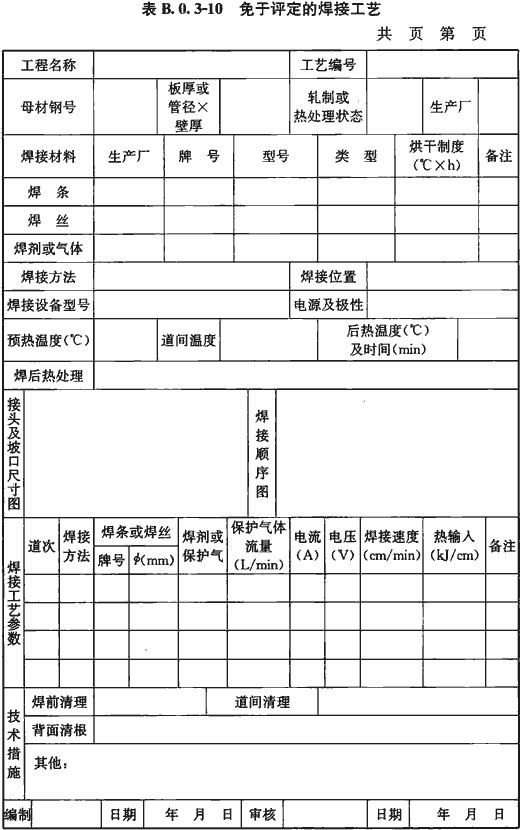 表 B. 0. 3-10 免于评定的焊接工艺
共 页 第 页
工程名称 工艺编号
母材钢号 板厚或管径×壁厚 轧制或热处理状态 生产厂
焊接材料 生产厂 牌 号 型号 类 型 烘干制度(℃×h) 备注
焊 条
焊 丝
焊剂或气体
焊接方法 焊接位置
焊接设备型号 电源及极性
预热温度(℃) 道间温度 后热温度(℃)及时间(min)
焊后热处理
接头及坡口尺寸图 焊接顺序图
焊接工艺参数
道次 焊接方法 焊条或焊丝 焊剂或保护气 保护气体流量(L/min) 电流(A) 电压(V) 焊接速度(cm/min) 热输入(kJ/cm) 备注
牌号 ϕ(mm)
技术措施
焊前清理 道间清理
背面清根
其他：
编制 日期 年 月 日 审核 日期 年 月 日